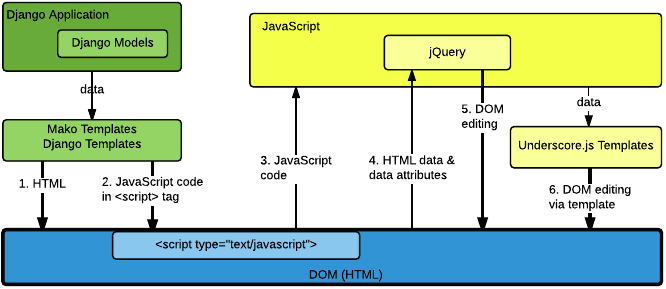 Django Application
Django Models
data
Mako Templates
Django Templates
1. HTML
2. JavaScript code
in <script> tag
JavaScript
jQuery
3. JavaScript
code
4. HTML data &
data attributes
5. DOM
editing
data
Underscore.js Templates
6. DOM editing
via template
<script type="text/javascript">
DOM (HTML)